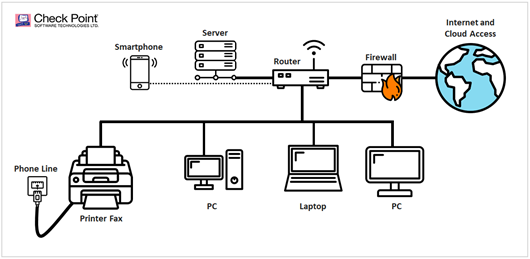 Check Point
SOFTWARE TECHNOLOGIES LTD.
Smartphone
Server
Router
Firewall
Internet and
Cloud Access
Phone Line
Printer Fax
PC
Laptop
PC